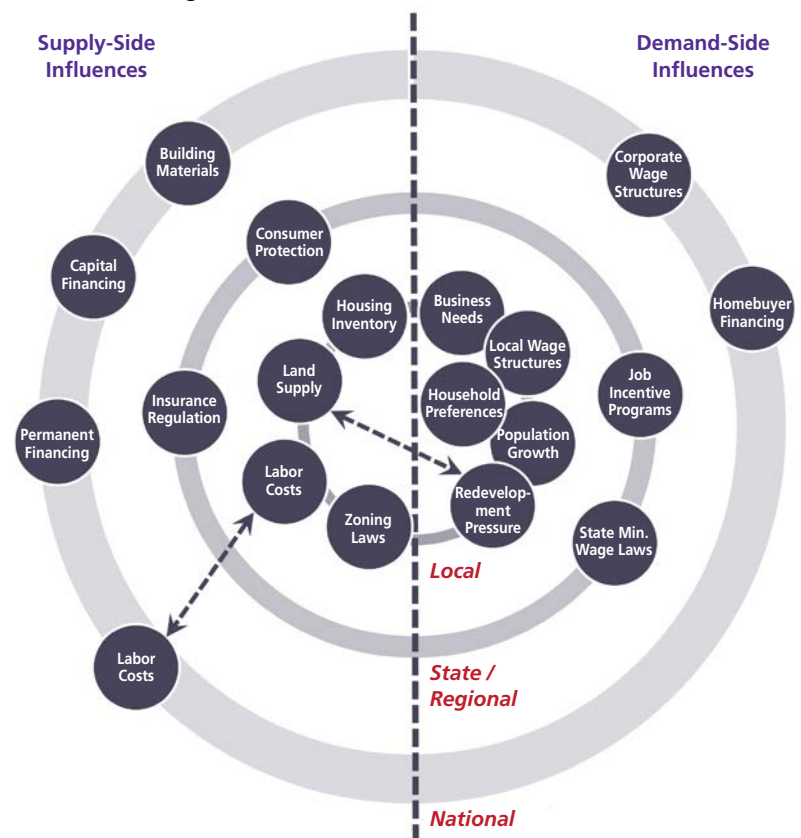 Supply-Side
Influences
Demand-Side
Influences
Building
Materials
Corporate
Wage
Structures
Consumer
Protection
Capital
Financing
Housing
Inventory
Business
Needs
Homebuyer
Financing
Local Wage
Structures
Land
Supply
Job
Incentive
Programs
Insurance
Regulation
Household
Preferences
Permanent
Financing
Population
Growth
Labor
Costs
Redevelop-
ment
Pressure
Zoning
Laws
State Min.
Wage Laws
Local
Labor
Costs
State /
Regional
National